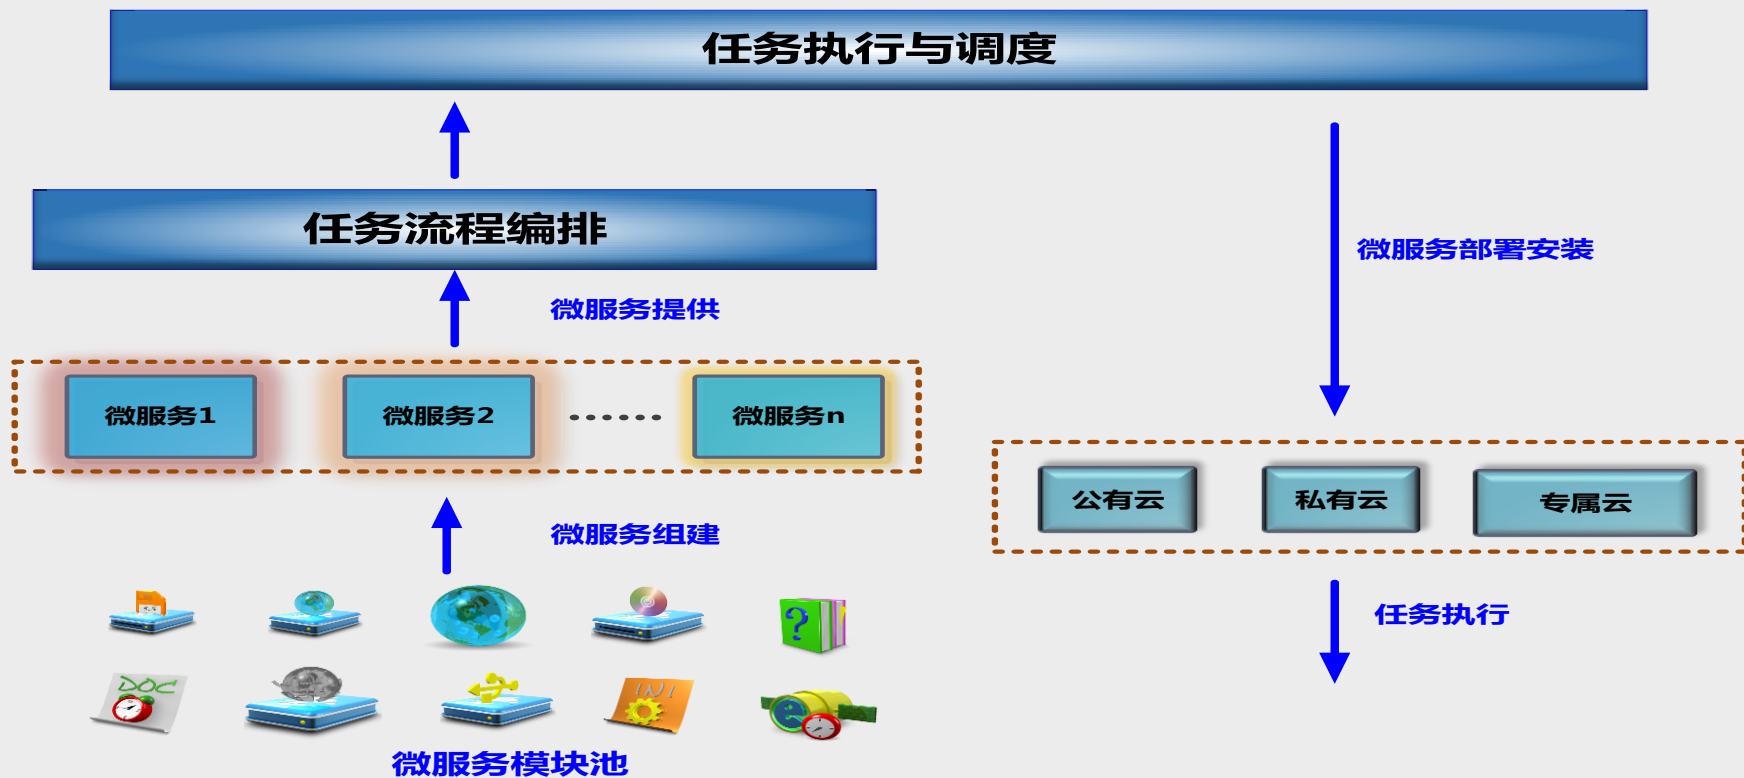 任务执行与调度
任务流程编排
微服务部署安装
微服务提供
微服务1
微服务2
······
微服务n
公有云
私有云
专属云
微服务组建
任务执行
?
DOC
INI
微服务模块池